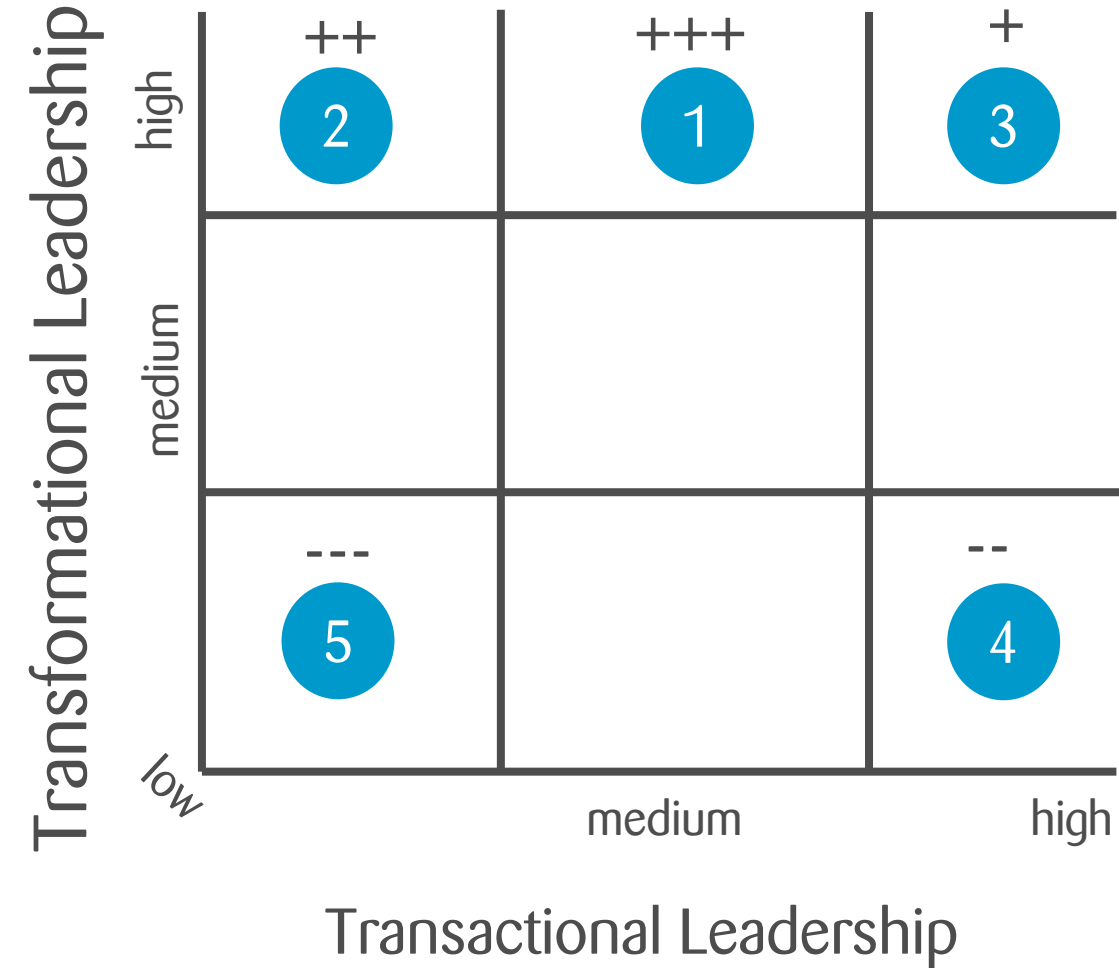 Transformational Leadership
high
medium
low
++
+++
+
2
1
3
---
--
5
4
medium
high
Transactional Leadership